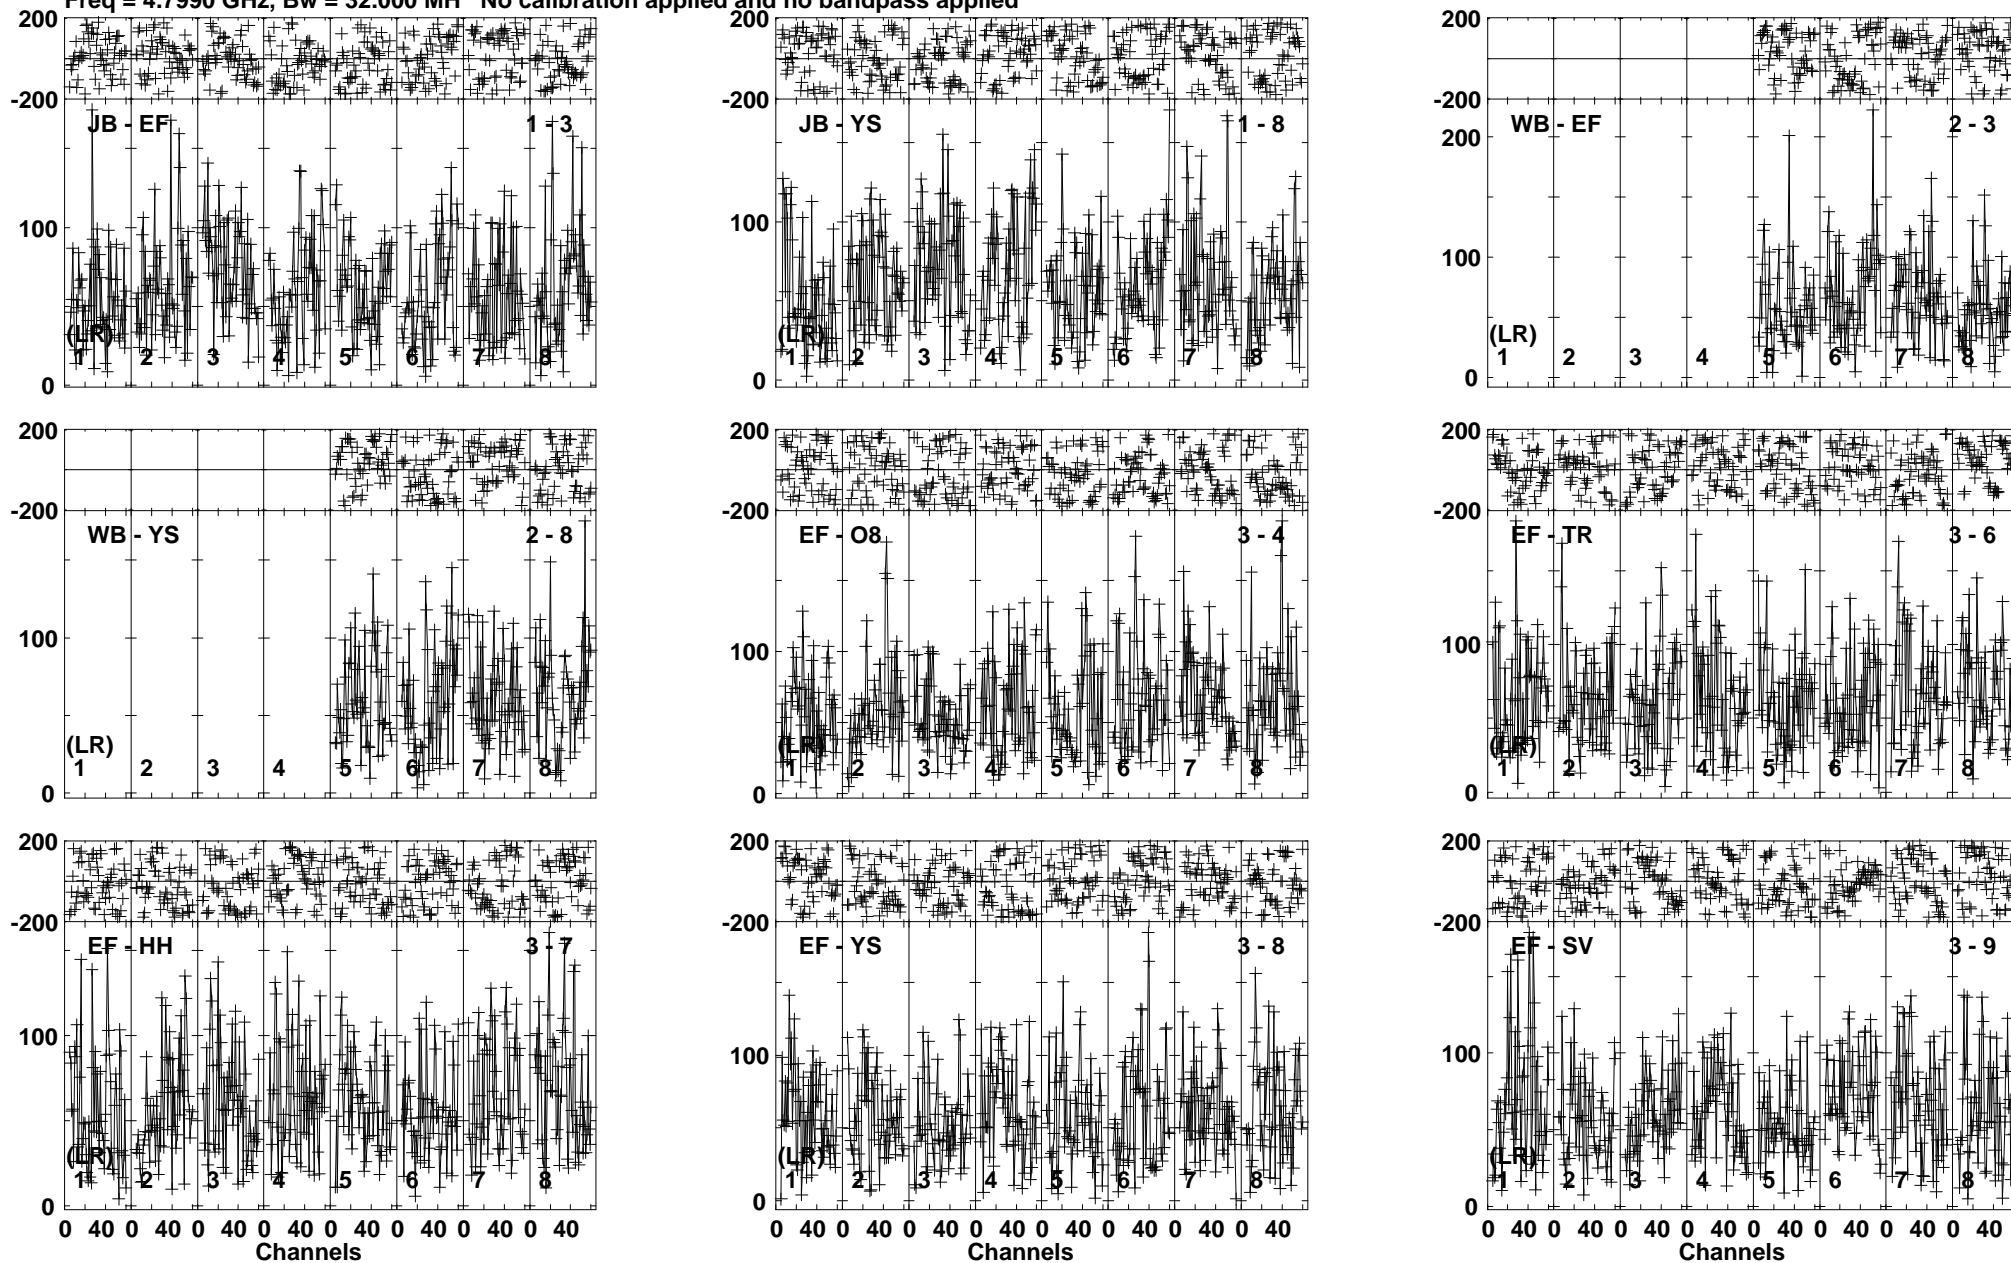 Freq = 4.7990 GHz, Bw = 32.000 MH No calibration applied and no bandpass applied
200 200 200
-200 -200 -200
JB - EF 1 - 3 JB - YS 1 - 8 WB - EF 2 - 3
200
100 100 100
(LR) (LR) (LR)
1 2 3 4 5 6 7 8 1 2 3 4 5 6 7 8 1 2 3 4 5 6 7 8
0 0 0
200 200 200
-200 -200 -200
WB - YS 2 - 8 EF - O8 3 - 4 EF - TR 3 - 6
100 100 100
(LR) (LR) (LR)
1 2 3 4 5 6 7 8 1 2 3 4 5 6 7 8 1 2 3 4 5 6 7 8
0 0 0
200 200 200
-200 -200 -200
EF - HH 3 - 7 EF - YS 3 - 8 EF - SV 3 - 9
100 100 100
(LR) (LR) (LR)
1 2 3 4 5 6 7 8 1 2 3 4 5 6 7 8 1 2 3 4 5 6 7 8
0 0 0
0 40 0 40 0 40 0 40 0 40 0 40 0 40 0 40 0 40 0 40 0 40 0 40 0 40 0 40 0 40 0 40 0 40 0 40 0 40 0 40 0 40 0 40 0 40 0 40
Channels Channels Channels